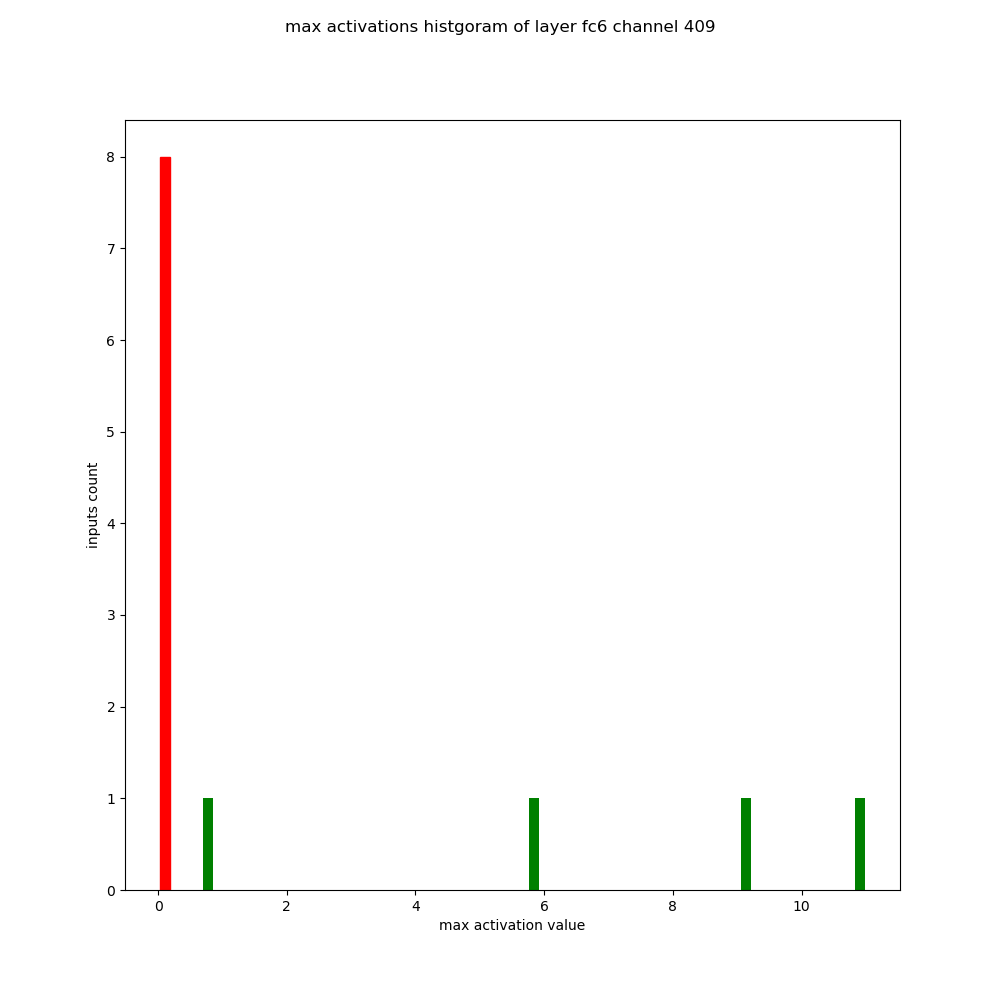 max activations histgoram of layer fc6 channel 409
8
7
6
5
4
3
2
1
0
inputs count
0 2 4 6 8 10
max activation value